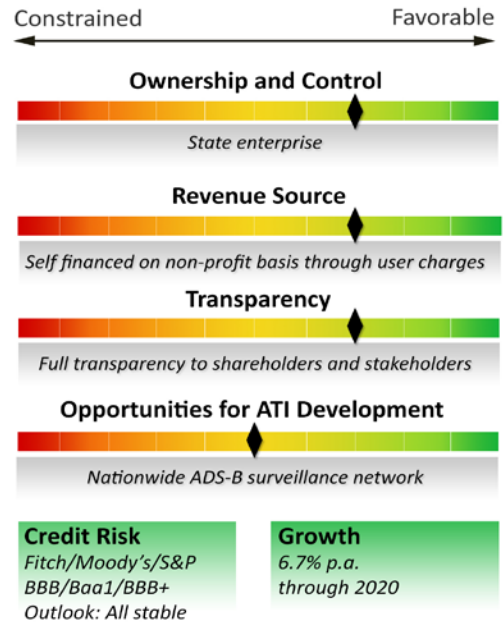 Constrained Favorable
Ownership and Control
State enterprise
Revenue Source
Self financed on non-profit basis through user charges
Transparency
Full transparency to shareholders and stakeholders
Opportunities for ATI Development
Nationwide ADS-B surveillance network
Credit Risk
Fitch/Moody's/S&P
BBB/Baa1/BBB+
Outlook: All stable
Growth
6.7% p.a.
through 2020